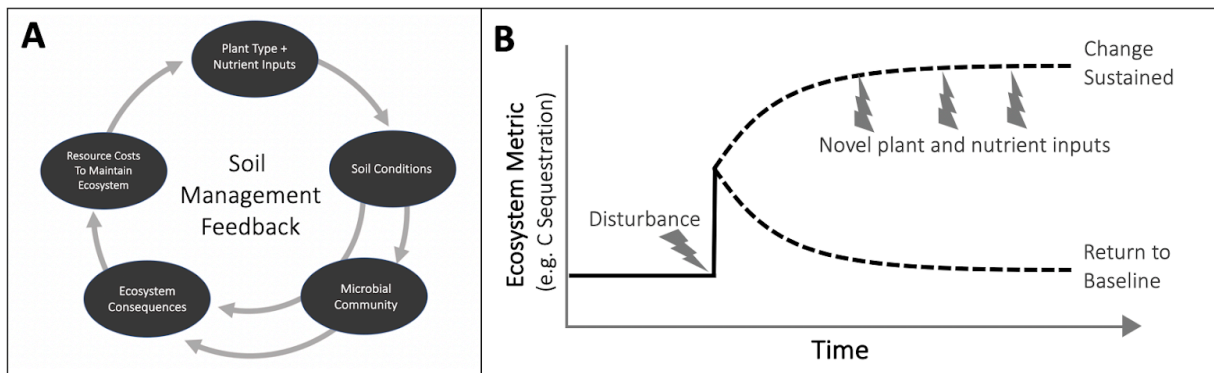 A
Plant Type +
Nutrient Inputs
Soil Conditions
Microbial
Community
Ecosystem
Consequences
Resource Costs
To Maintain
Ecosystem
Soil
Management
Feedback
B
Ecosystem Metric
(e.g. C Sequestration)
Disturbance
Change
Sustained
Novel plant and nutrient inputs
Return to
Baseline
Time